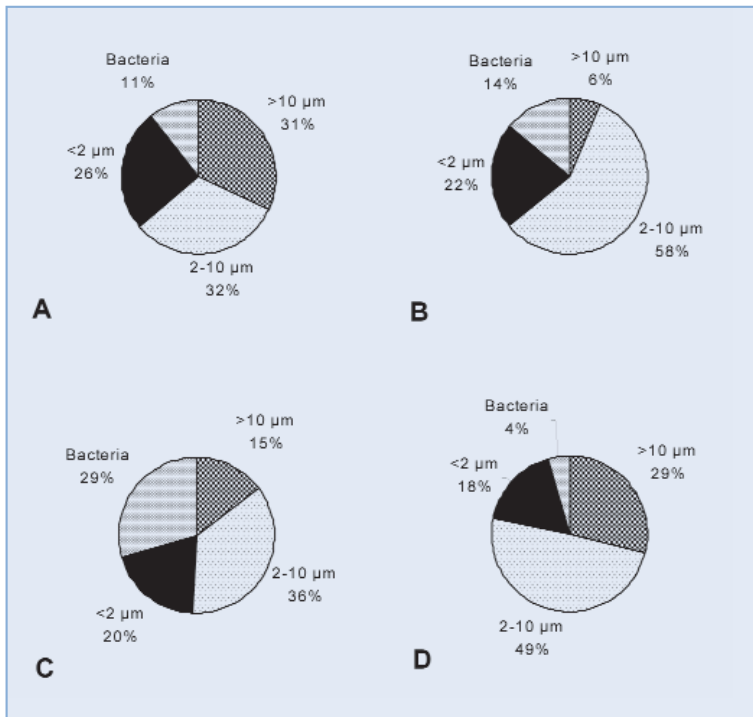 Bacteria
11%
>10 µm
31%
<2 µm
26%
2-10 µm
32%
A
Bacteria
14%
>10 µm
6%
<2 µm
22%
2-10 µm
58%
B
Bacteria
29%
>10 µm
15%
2-10 µm
36%
<2 µm
20%
C
Bacteria
4%
>10 µm
29%
<2 µm
18%
2-10 µm
49%
D